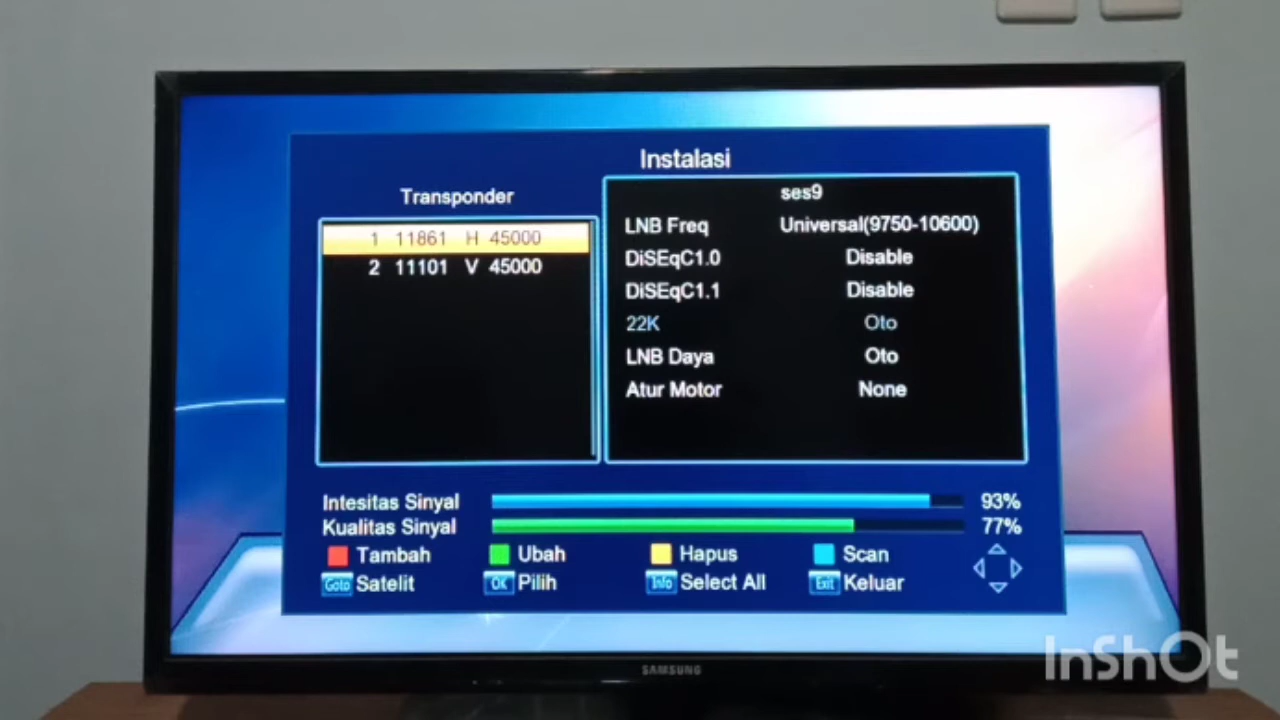 Instalasi
Transponder
1 11861 H 45000
2 11101 V 45000
ses9
LNB Freq Universal(9750-10600)
DiSEqC1.0 Disable
DiSEqC1.1 Disable
22K Oto
LNB Daya Oto
Atur Motor None
Intesitas Sinyal 93%
Kualitas Sinyal 77%
Tambah Ubah Hapus Scan
Goto Satelit OK Pilih Info Select All Exit Keluar
SAMSUNG
InShOt